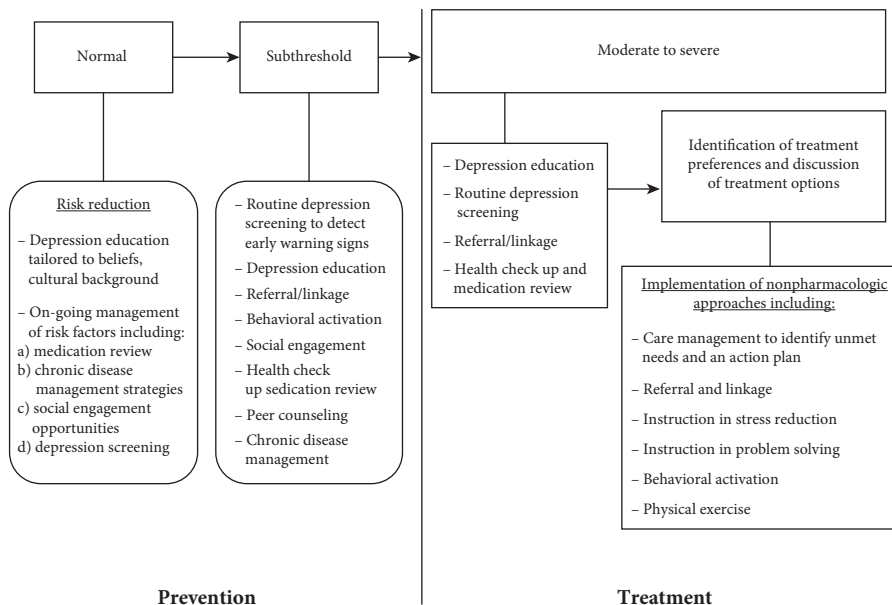 Normal
Subthreshold
Moderate to severe
Risk reduction
– Depression education
tailored to beliefs,
cultural background
– On-going management
of risk factors including:
a) medication review
b) chronic disease
management strategies
c) social engagement
opportunities
d) depression screening
– Routine depression
screening to detect
early warning signs
– Depression education
– Referral/linkage
– Behavioral activation
– Social engagement
– Health check
up sedication review
– Peer counseling
– Chronic disease
management
– Depression education
– Routine depression
screening
– Referral/linkage
– Health check up and
medication review
Identification of treatment
preferences and discussion
of treatment options
Implementation of nonpharmacologic
approaches including:
– Care management to identify unmet
needs and an action plan
– Referral and linkage
– Instruction in stress reduction
– Instruction in problem solving
– Behavioral activation
– Physical exercise
Prevention
Treatment